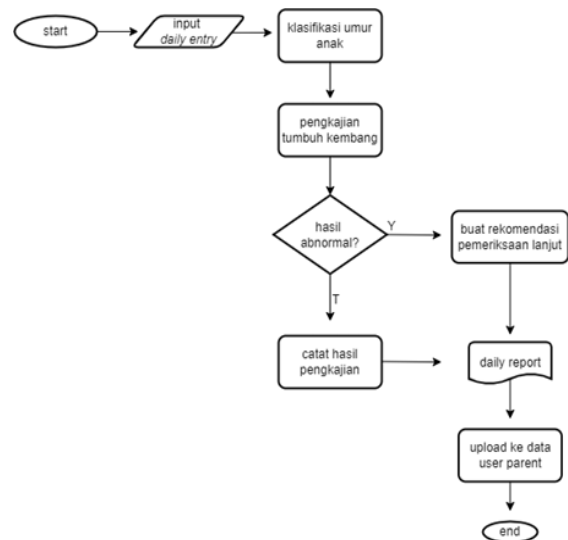 start
input
daily entry
klasifikasi umur
anak
pengkajian
tumbuh kembang
hasil
abnormal?
Y
buat rekomendasi
pemeriksaan lanjut
T
catat hasil
pengkajian
daily report
upload ke data
user parent
end